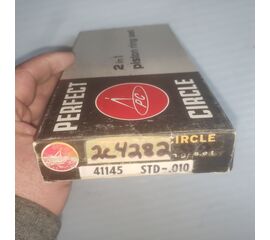 2 in 1
piston ring set
PERFECT
PC
CIRCLE
2C4282
CIRCLE
41145 STD-.010